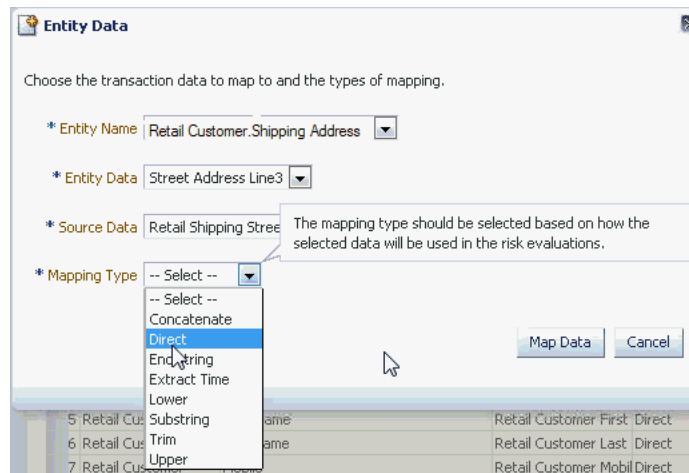 Entity Data
Choose the transaction data to map to and the types of mapping.
* Entity Name Retail Customer.Shipping Address
* Entity Data Street Address Line3
* Source Data Retail Shipping Stree
The mapping type should be selected based on how the
selected data will be used in the risk evaluations.
* Mapping Type -- Select --
-- Select --
Concatenate
Direct
Map Data Cancel
Extract Time
Lower
Substring
Trim
Upper
5 Retail Cus ame Retail Customer First Direct
6 Retail Cus ame Retail Customer Last Direct
7 Retail Cus Retail Customer Mobil Direct